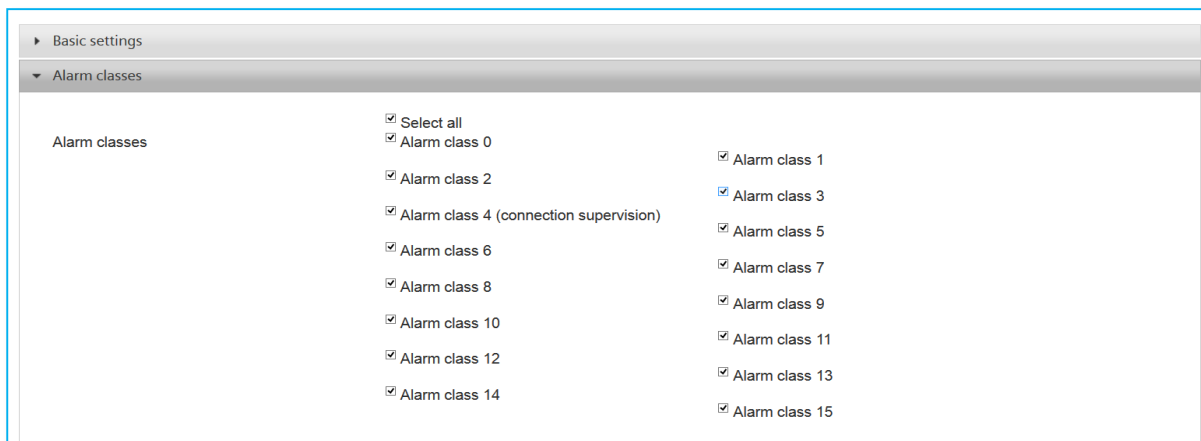 Basic settings
Alarm classes
Select all
Alarm classes
Alarm class 0
Alarm class 1
Alarm class 2
Alarm class 3
Alarm class 4 (connection supervision)
Alarm class 5
Alarm class 6
Alarm class 7
Alarm class 8
Alarm class 9
Alarm class 10
Alarm class 11
Alarm class 12
Alarm class 13
Alarm class 14
Alarm class 15